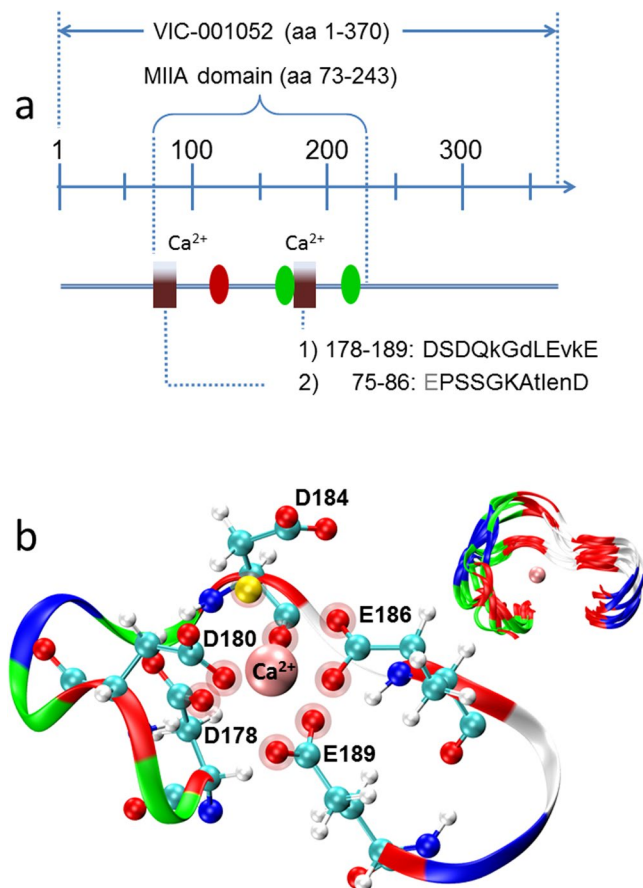 VIC-001052 (aa 1-370)
MIIA domain (aa 73-243)
a
1 100 200 300
Ca²⁺ Ca²⁺
1) 178-189: DSDQkGdLEvkE
2) 75-86: EPSSGKAtlenD
b
D184
D180
E186
Ca²⁺
D178
E189